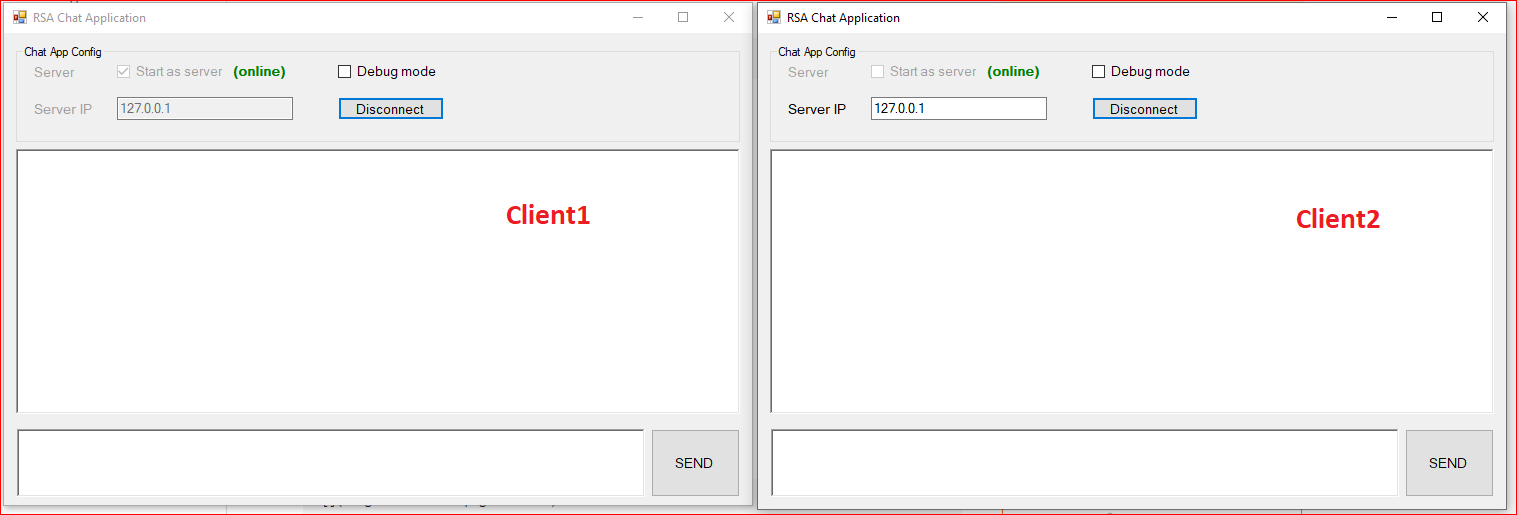 RSA Chat Application
Chat App Config
Server Start as server (online) Debug mode
Server IP 127.0.0.1 Disconnect
Client1
SEND
RSA Chat Application
Chat App Config
Server Start as server (online) Debug mode
Server IP 127.0.0.1 Disconnect
Client2
SEND